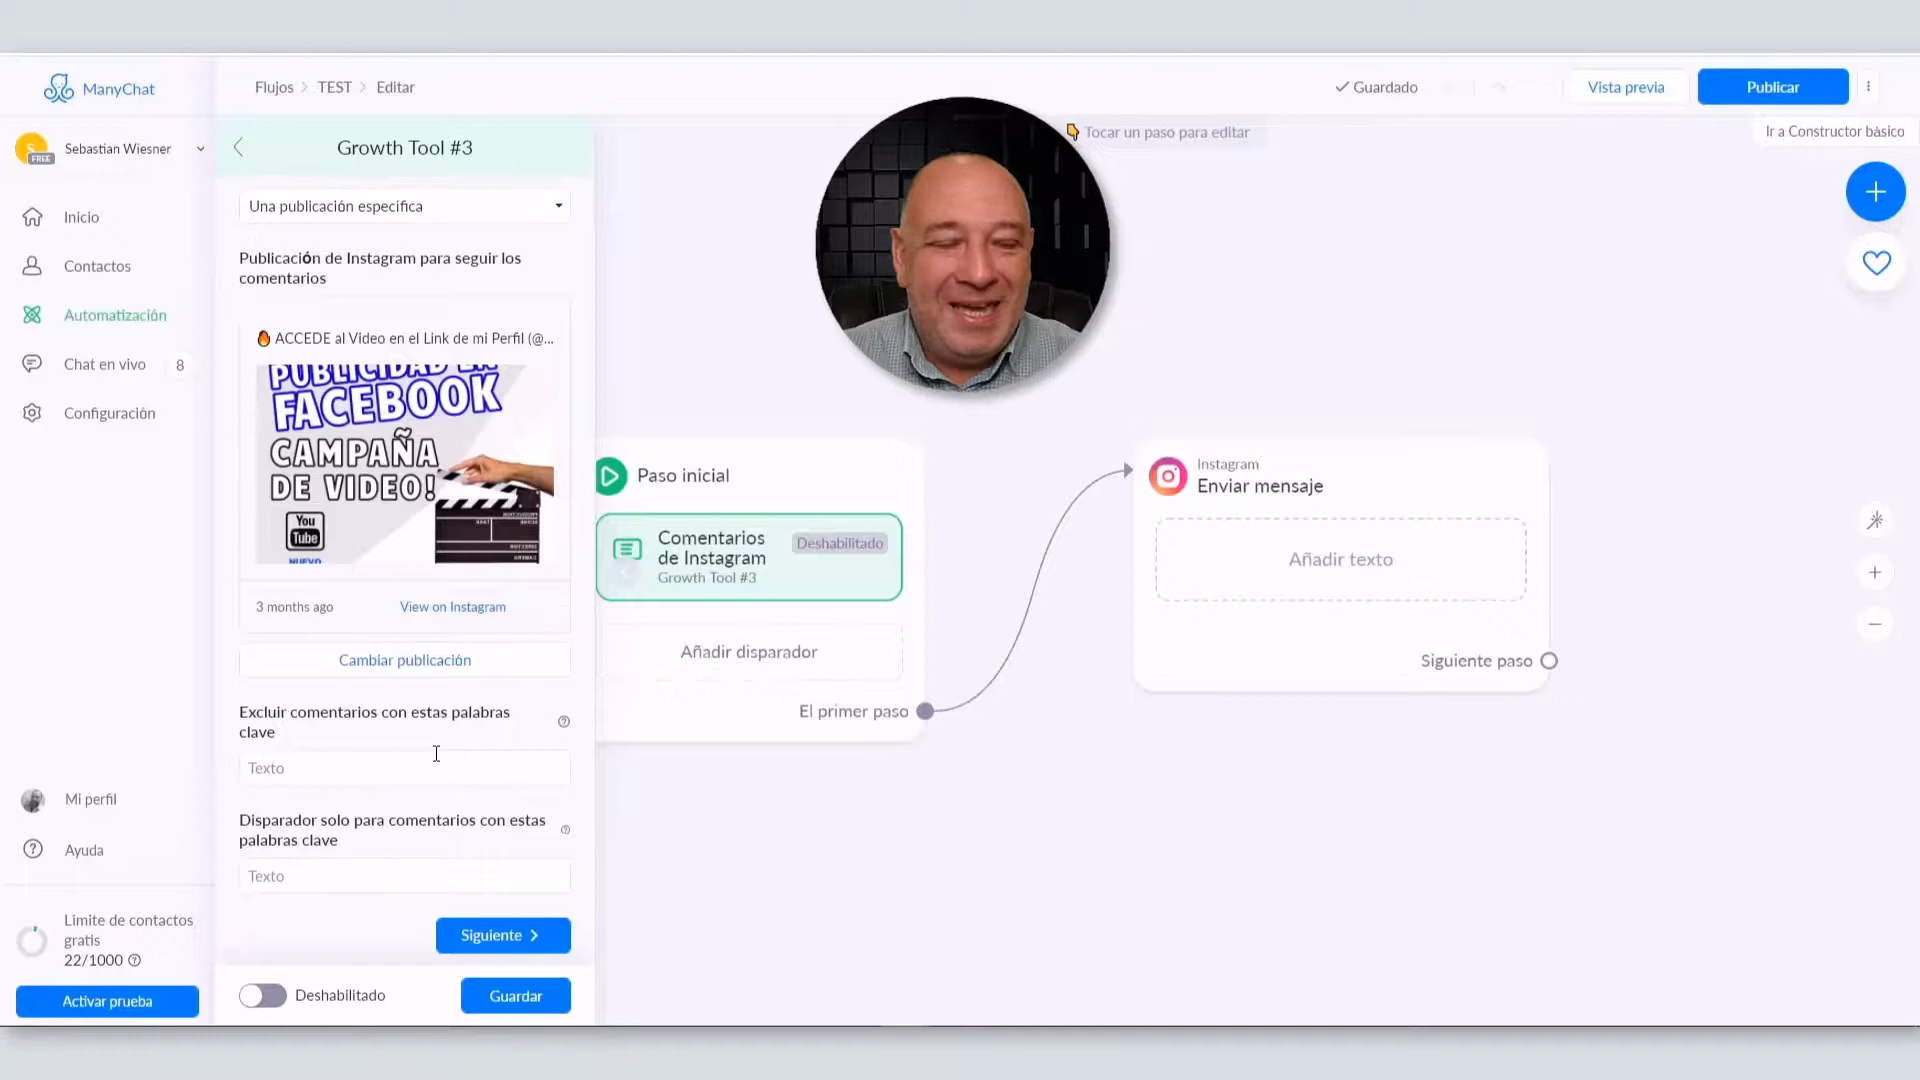 ManyChat
Flujos > TEST > Editar
Guardado
Vista previa
Publicar
Tocar un paso para editar
Ir a Constructor básico
S
FREE
Sebastian Wiesner
Inicio
Contactos
Automatización
Chat en vivo 8
Configuración
Mi perfil
Ayuda
Límite de contactos
gratis
22/1000
Activar prueba
Growth Tool #3
Una publicación específica
Publicación de Instagram para seguir los
comentarios
ACCEDE al Video en el Link de mi Perfil (@...
PUBLICIDAD EN
FACEBOOK
CAMPAÑA
DE VIDEO!
You
Tube
NUEVO
3 months ago
View on Instagram
Cambiar publicación
Excluir comentarios con estas palabras
clave
Texto
Disparador solo para comentarios con estas
palabras clave
Texto
Siguiente
Deshabilitado
Guardar
Paso inicial
Comentarios
de Instagram
Deshabilitado
Growth Tool #3
Añadir disparador
El primer paso
Instagram
Enviar mensaje
Añadir texto
Siguiente paso